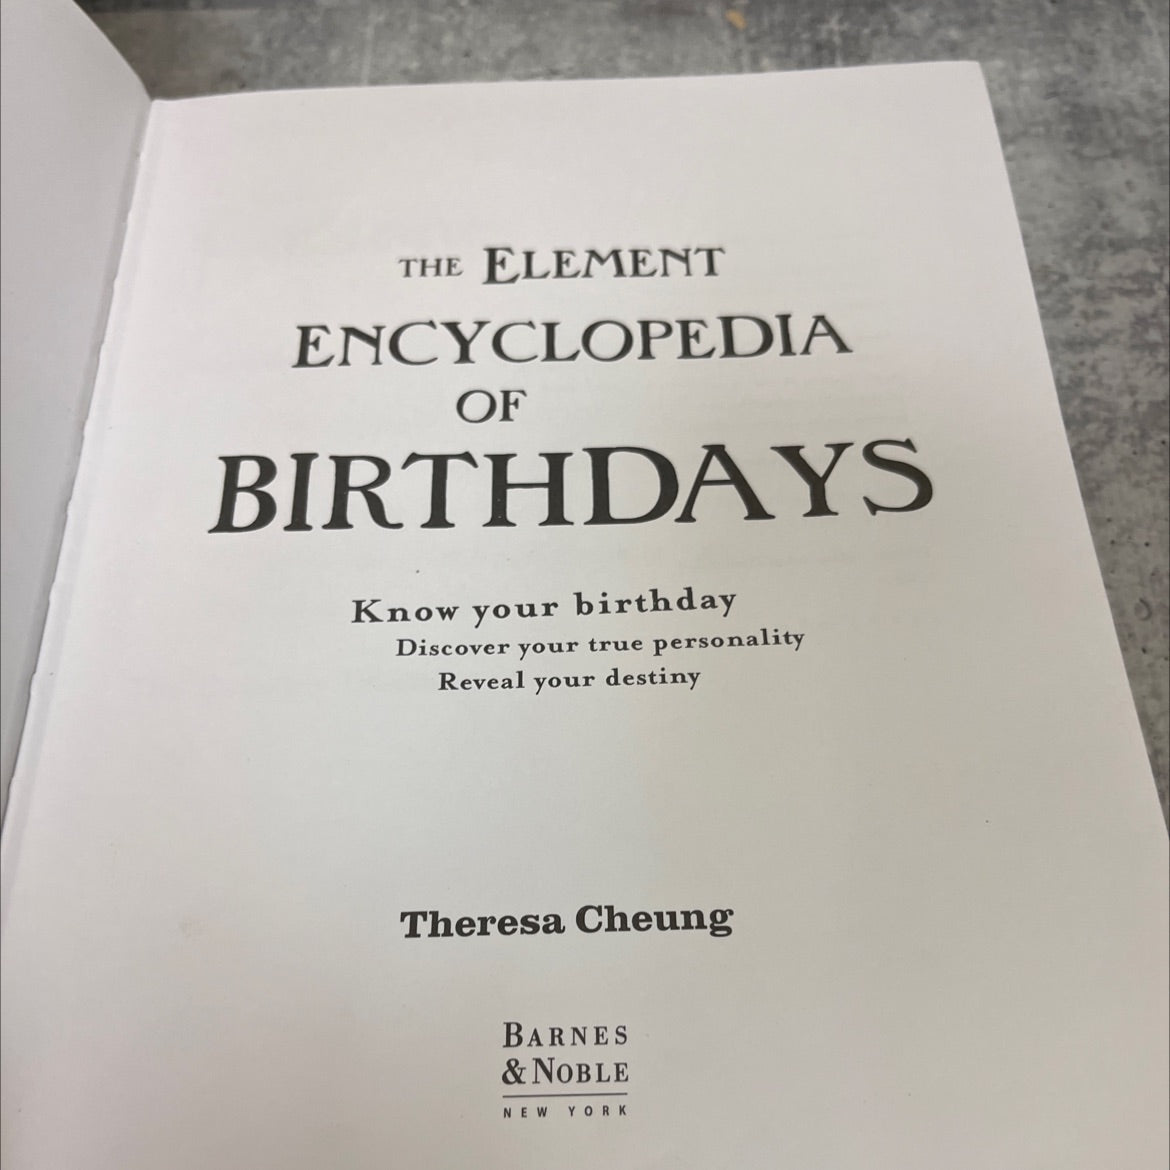 THE ELEMENT
ENCYCLOPEDIA
OF
BIRTHDAYS
Know your birthday
Discover your true personality
Reveal your destiny
Theresa Cheung
BARNES
& NOBLE
NEW YORK